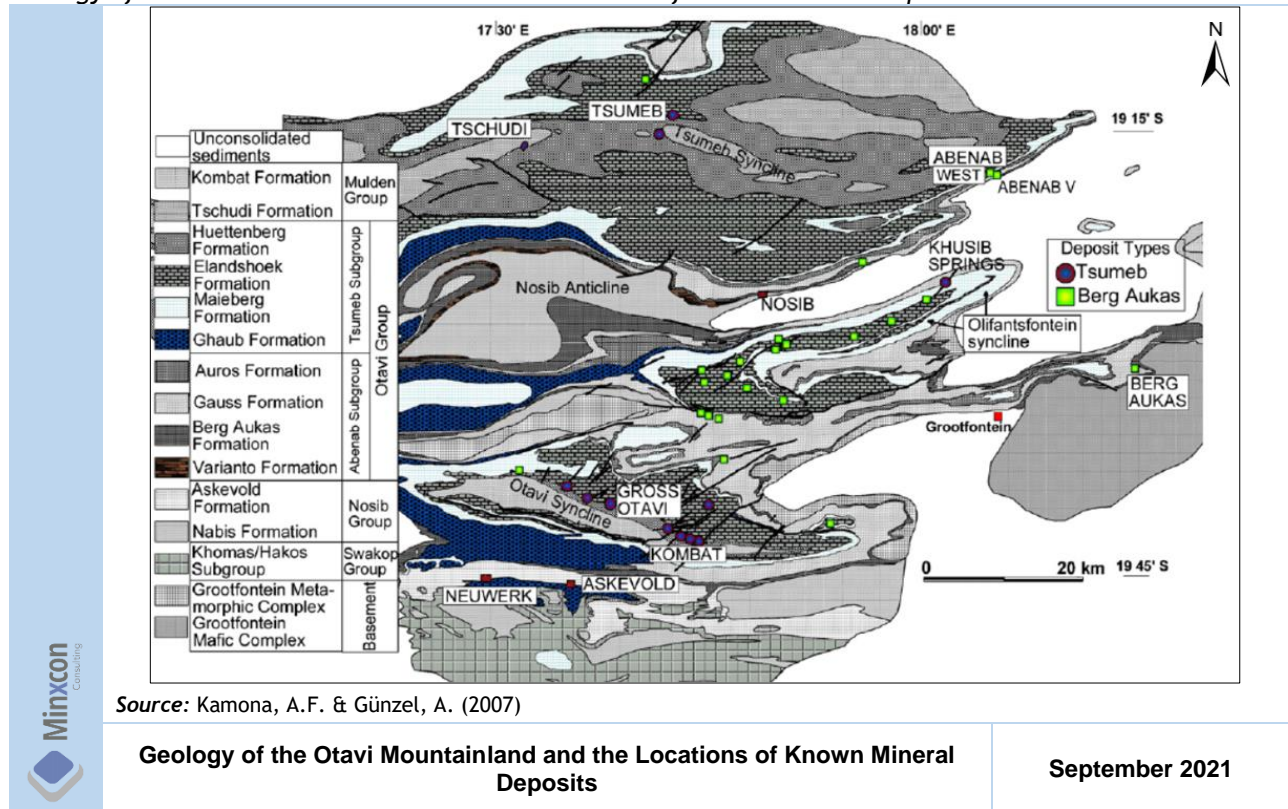 17 30' E
18 00' E
N
TSUMEB
TSCHUDI
Tsumeb Syncline
19 15' S
ABENAB
WEST
ABENAB V
Unconsolidated
sediments
Kombat Formation
Tschudi Formation
Mulden
Group
Huettenberg
Formation
Elandshoek
Formation
Maieberg
Formation
Ghaub Formation
Tsumeb Subgroup
Auros Formation
Gauss Formation
Berg Aukas
Formation
Varianto Formation
Abenab Subgroup
Otavi Group
Askevold
Formation
Nabis Formation
Nosib
Group
Khomas/Hakos
Subgroup
Swakop
Group
Grootfontein Meta-
morphic Complex
Grootfontein
Mafic Complex
Basement
KHUSIB
SPRINGS
Deposit Types
Tsumeb
Berg Aukas
Nosib Anticline
NOSIB
Olifantsfontein
syncline
BERG
AUKAS
Grootfontein
Otavi Syncline
GROSS
OTAVI
KOMBAT
NEUWERK
ASKEVOLD
0 20 km
19 45' S
Minxcon
Consulting
Source: Kamona, A.F. & Günzel, A. (2007)
Geology of the Otavi Mountainland and the Locations of Known Mineral
Deposits
September 2021